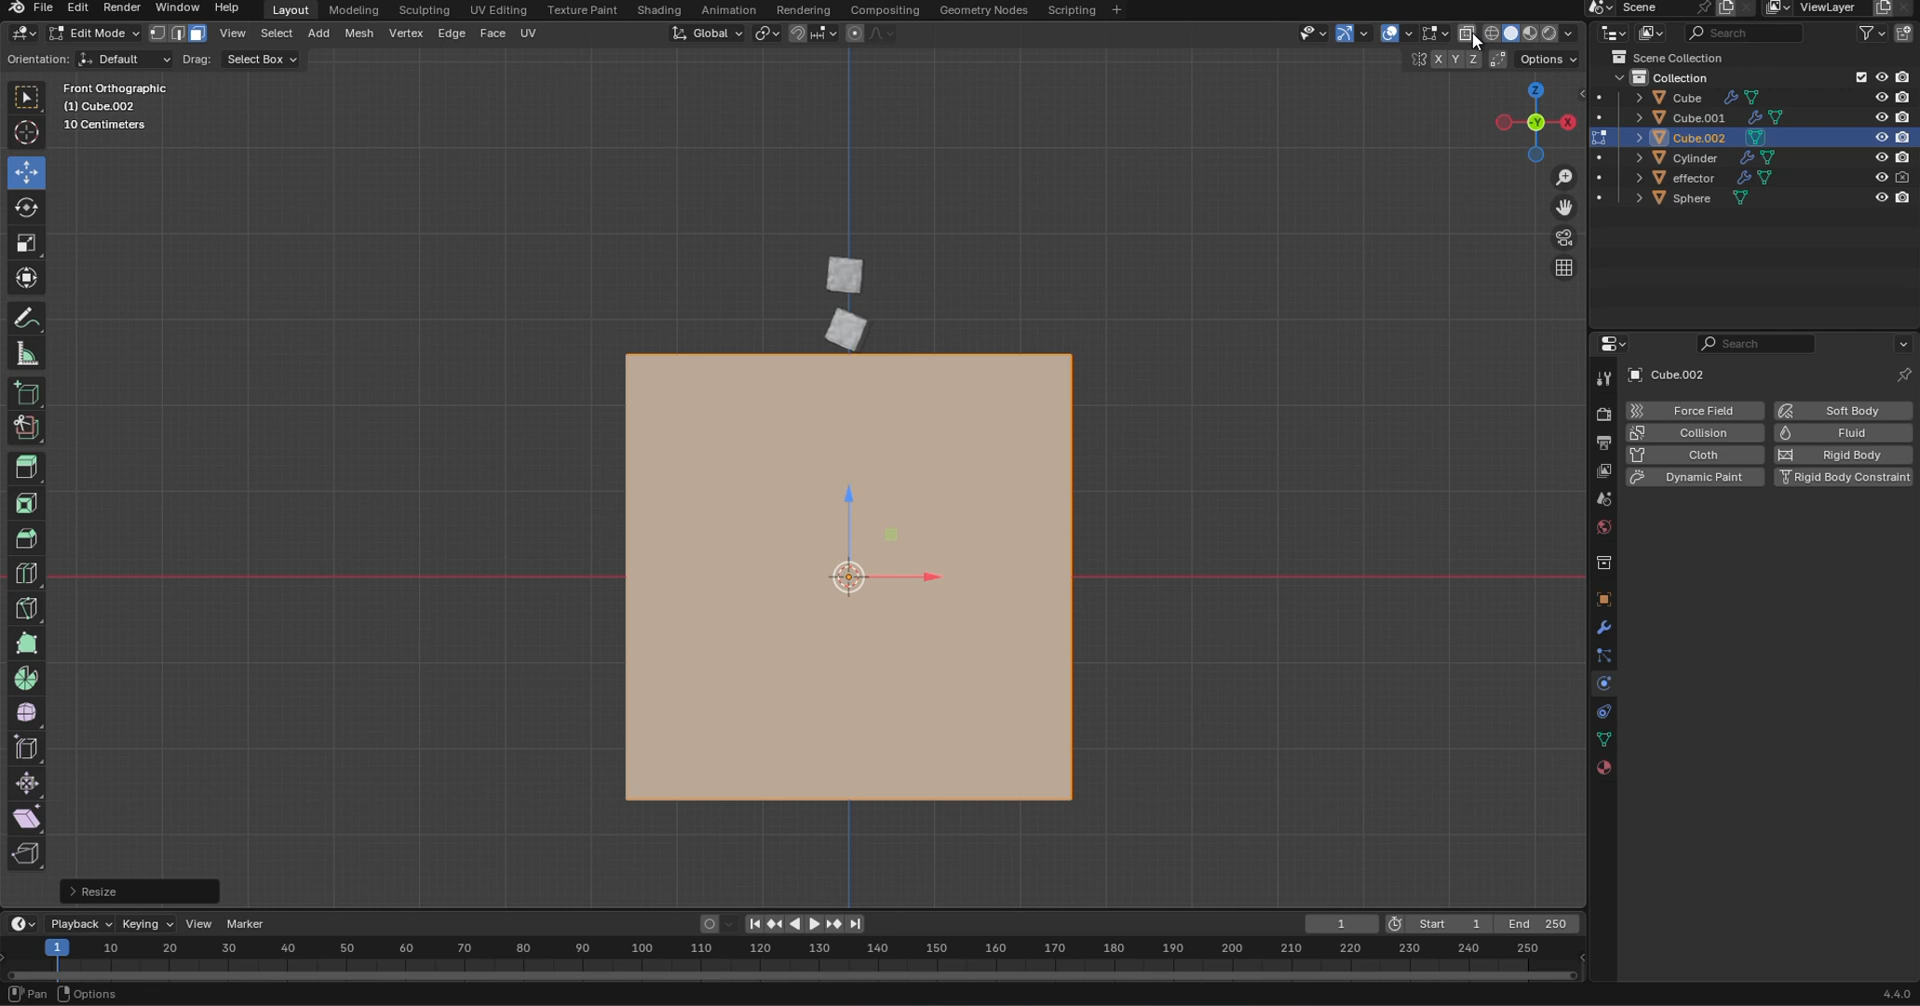 File Edit Render Window Help Layout Modeling Sculpting UV Editing Texture Paint Shading Animation Rendering Compositing Geometry Nodes Scripting + Scene ViewLayer
Edit Mode View Select Add Mesh Vertex Edge Face UV Global Search
Orientation: Default Drag: Select Box X Y Z Options
Scene Collection
Collection
Cube
Cube.001
Cube.002
Cylinder
effector
Sphere
Front Orthographic
(1) Cube.002
10 Centimeters
Z
-Y
X
Search
Cube.002
Force Field Soft Body
Collision Fluid
Cloth Rigid Body
Dynamic Paint Rigid Body Constraint
Resize
Playback Keying View Marker 1 Start 1 End 250
1 10 20 30 40 50 60 70 80 90 100 110 120 130 140 150 160 170 180 190 200 210 220 230 240 250
Pan Options 4.4.0